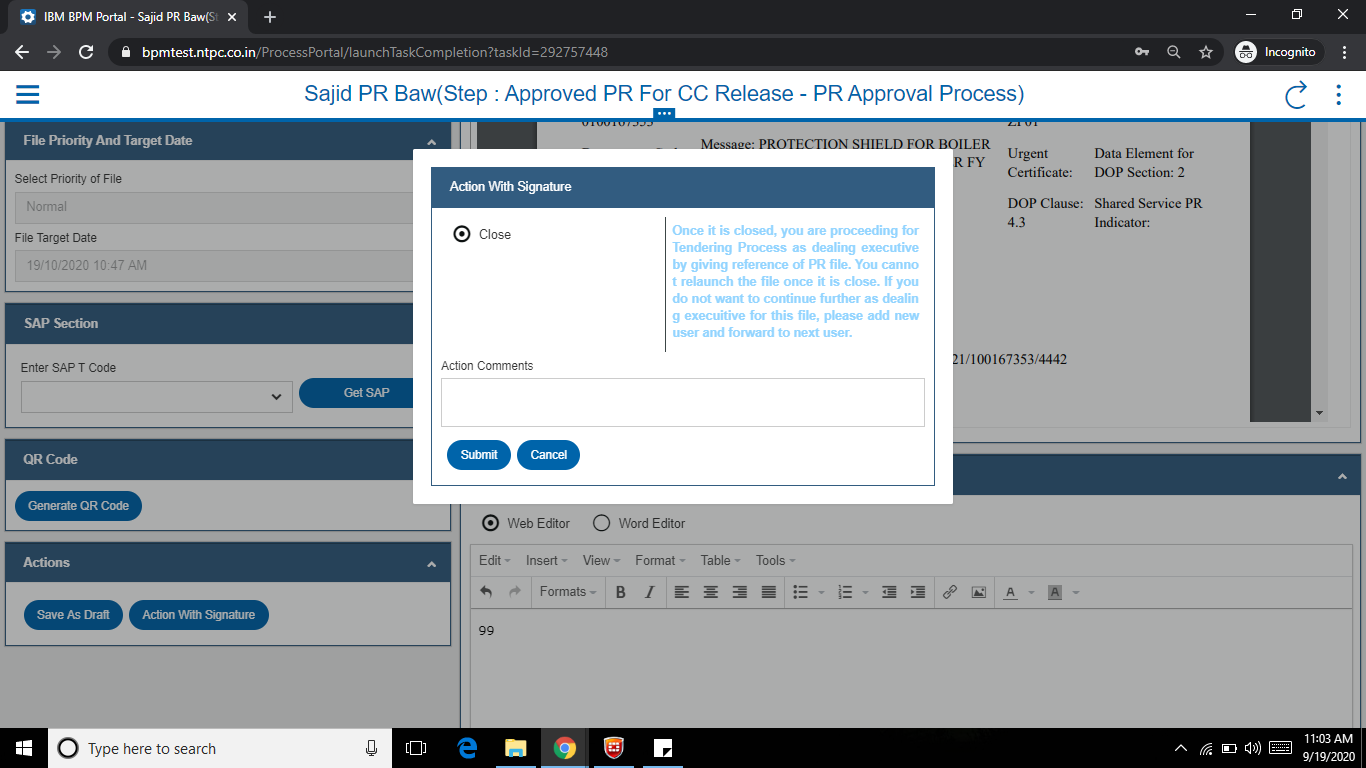 IBM BPM Portal - Sajid PR Baw(St
bpmtest.ntpc.co.in/ProcessPortal/launchTaskCompletion?taskId=292757448
Incognito
Sajid PR Baw(Step : Approved PR For CC Release - PR Approval Process)
File Priority And Target Date
Select Priority of File
Normal
File Target Date
19/10/2020 10:47 AM
SAP Section
Enter SAP T Code
Get SAP
QR Code
Generate QR Code
Actions
Save As Draft
Action With Signature
Message: PROTECTION SHIELD FOR BOILER
R FY
Urgent
Certificate:
Data Element for
DOP Section: 2
DOP Clause:
4.3
Shared Service PR
Indicator:
21/100167353/4442
Action With Signature
Close
Once it is closed, you are proceeding for
Tendering Process as dealing executive
by giving reference of PR file. You canno
t relaunch the file once it is close. If you
do not want to continue further as dealin
g execuitive for this file, please add new
user and forward to next user.
Action Comments
Submit
Cancel
Web Editor
Word Editor
Edit
Insert
View
Format
Table
Tools
Formats
B
I
A
A
99
Type here to search
11:03 AM
9/19/2020